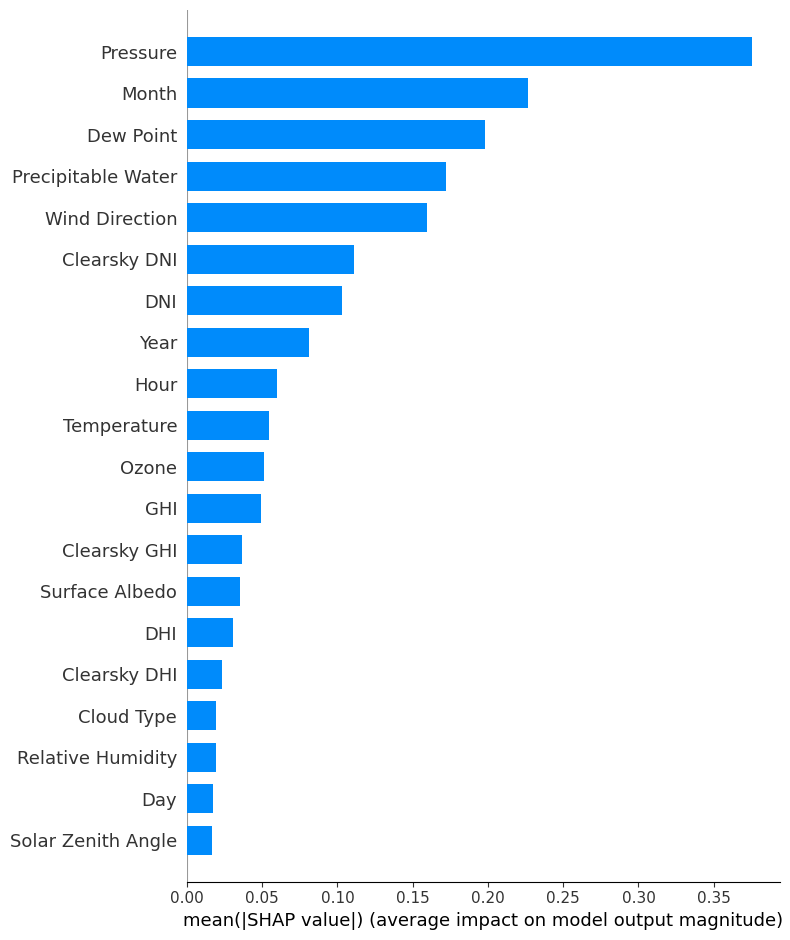 Pressure
Month
Dew Point
Precipitable Water
Wind Direction
Clearsky DNI
DNI
Year
Hour
Temperature
Ozone
GHI
Clearsky GHI
Surface Albedo
DHI
Clearsky DHI
Cloud Type
Relative Humidity
Day
Solar Zenith Angle
0.00 0.05 0.10 0.15 0.20 0.25 0.30 0.35
mean(|SHAP value|) (average impact on model output magnitude)